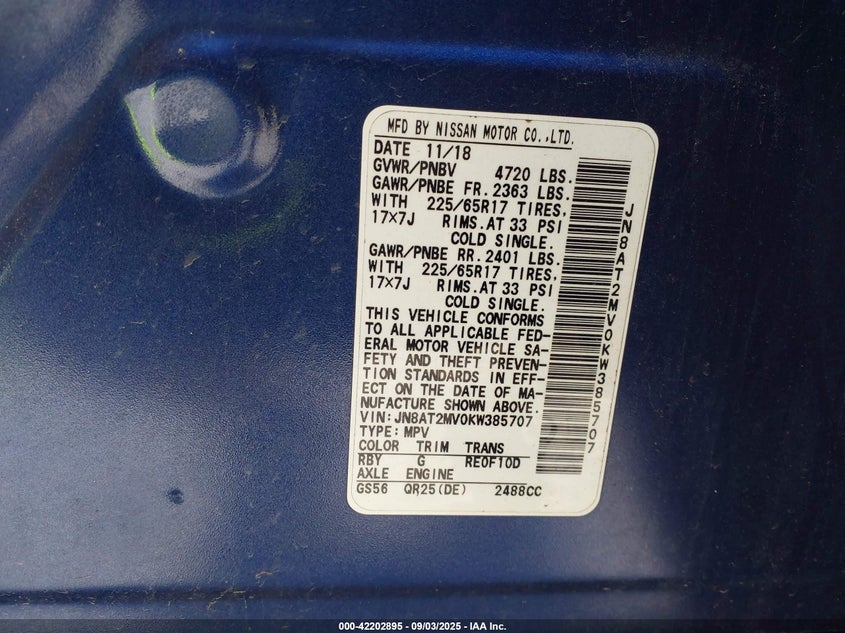 MFD BY NISSAN MOTOR CO.,LTD.
DATE 11/18
GVWR/PNBV 4720 LBS.
GAWR/PNBE FR. 2363 LBS.
WITH 225/65R17 TIRES,
17×7J RIMS.AT 33 PSI
COLD SINGLE.
GAWR/PNBE RR. 2401 LBS.
WITH 225/65R17 TIRES,
17×7J RIMS.AT 33 PSI
COLD SINGLE.
THIS VEHICLE CONFORMS
TO ALL APPLICABLE FED-
ERAL MOTOR VEHICLE SA-
FETY AND THEFT PREVEN-
TION STANDARDS IN EFF-
ECT ON THE DATE OF MA-
NUFACTURE SHOWN ABOVE.
VIN:JN8AT2MV0KW385707
TYPE: MPV
COLOR TRIM TRANS
RBY G RE0F10D
AXLE ENGINE
GS56 QR25(DE) 2488CC
JN8AT2MV0KW385707
000-42202895 - 09/03/2025 - IAA Inc.